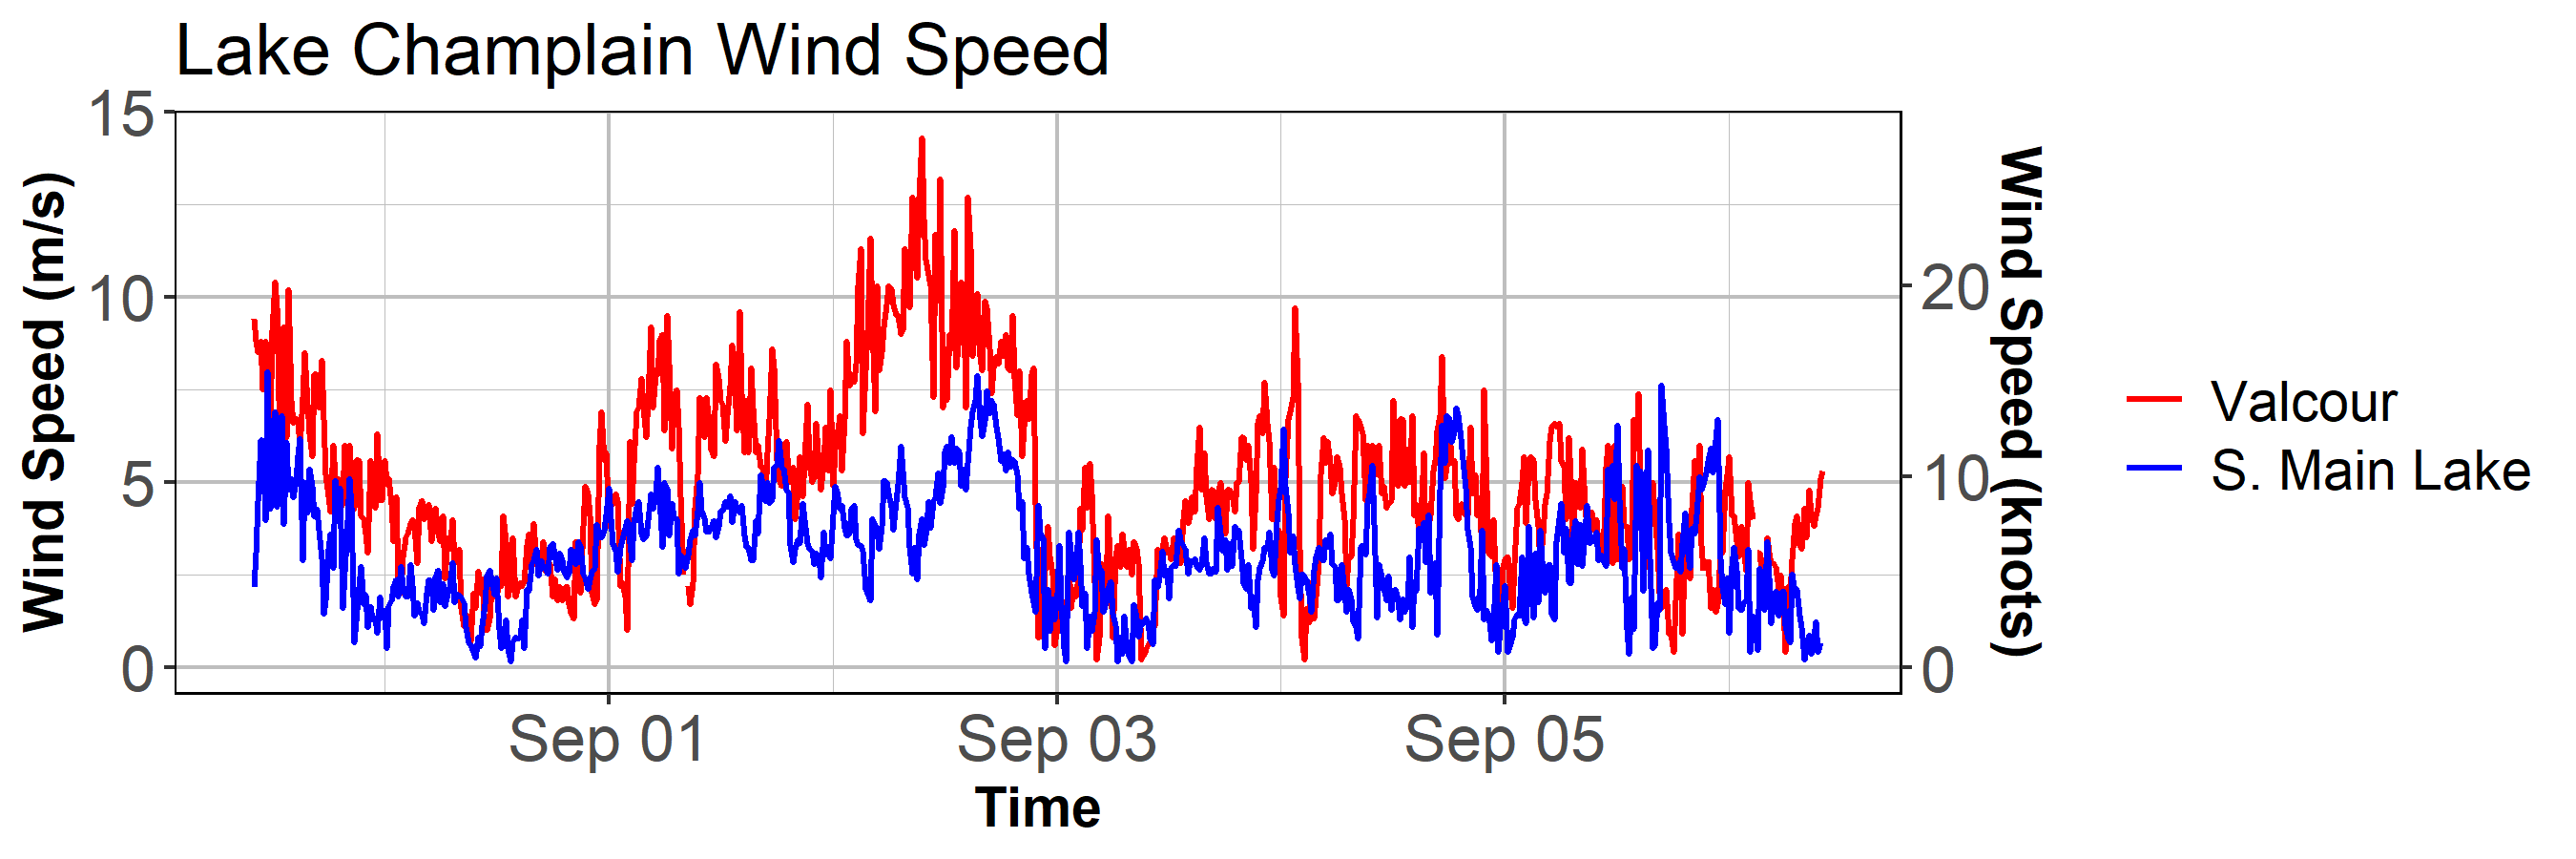 Lake Champlain Wind Speed
Wind Speed (m/s)
15
10
5
0
Wind Speed (knots)
20
10
0
Sep 01
Sep 03
Sep 05
Time
Valcour
S. Main Lake